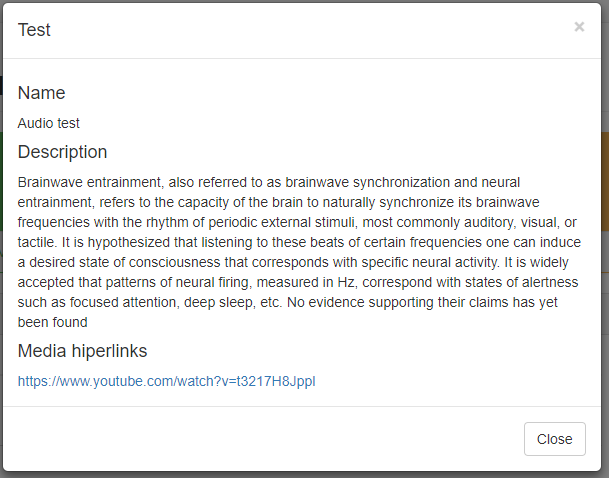 Test
×
Name
Audio test
Description
Brainwave entrainment, also referred to as brainwave synchronization and neural
entrainment, refers to the capacity of the brain to naturally synchronize its brainwave
frequencies with the rhythm of periodic external stimuli, most commonly auditory, visual, or
tactile. It is hypothesized that listening to these beats of certain frequencies one can induce
a desired state of consciousness that corresponds with specific neural activity. It is widely
accepted that patterns of neural firing, measured in Hz, correspond with states of alertness
such as focused attention, deep sleep, etc. No evidence supporting their claims has yet
been found
Media hiperlinks
https://www.youtube.com/watch?v=t3217H8JppI
Close